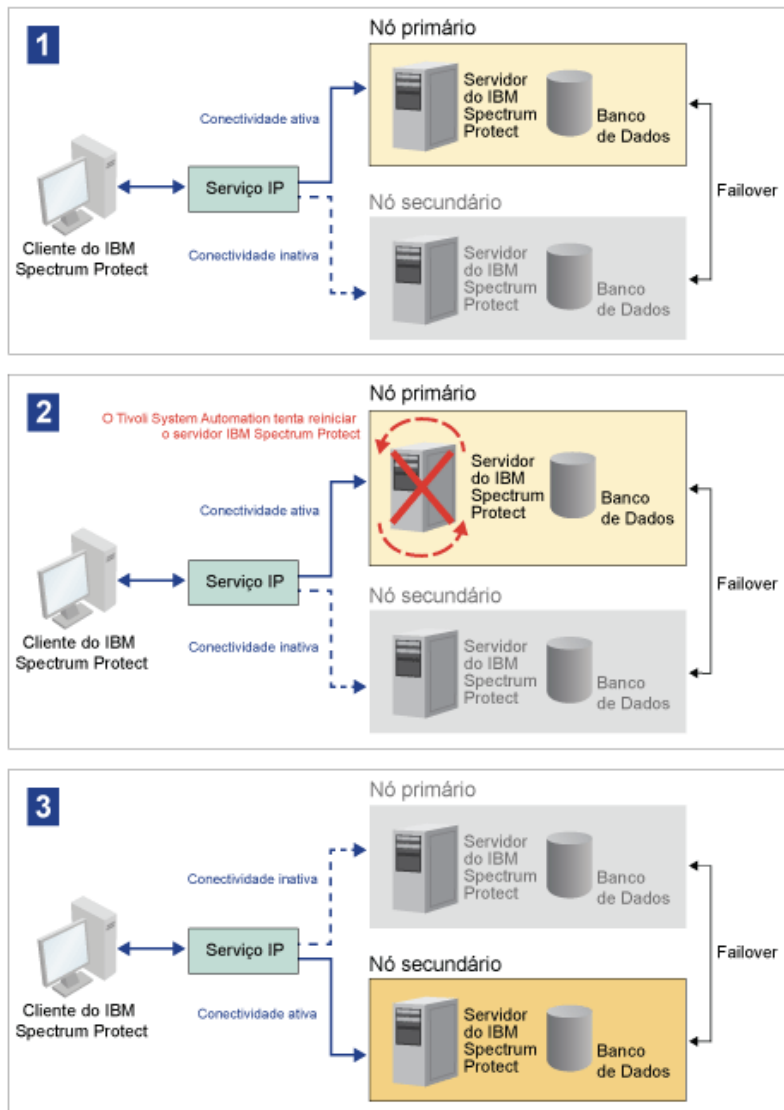 1
Nó primário
Servidor
do IBM
Spectrum
Protect
Banco
de Dados
Conectividade ativa
Serviço IP
Failover
Cliente do IBM
Spectrum Protect
Conectividade inativa
Nó secundário
Servidor
do IBM
Spectrum
Protect
Banco
de Dados
2
Nó primário
O Tivoli System Automation tenta reiniciar
o servidor IBM Spectrum Protect
Servidor
do IBM
Spectrum
Protect
Banco
de Dados
Conectividade ativa
Serviço IP
Failover
Cliente do IBM
Spectrum Protect
Conectividade inativa
Nó secundário
Servidor
do IBM
Spectrum
Protect
Banco
de Dados
3
Nó primário
Servidor
do IBM
Spectrum
Protect
Banco
de Dados
Conectividade inativa
Serviço IP
Failover
Cliente do IBM
Spectrum Protect
Conectividade ativa
Nó secundário
Servidor
do IBM
Spectrum
Protect
Banco
de Dados